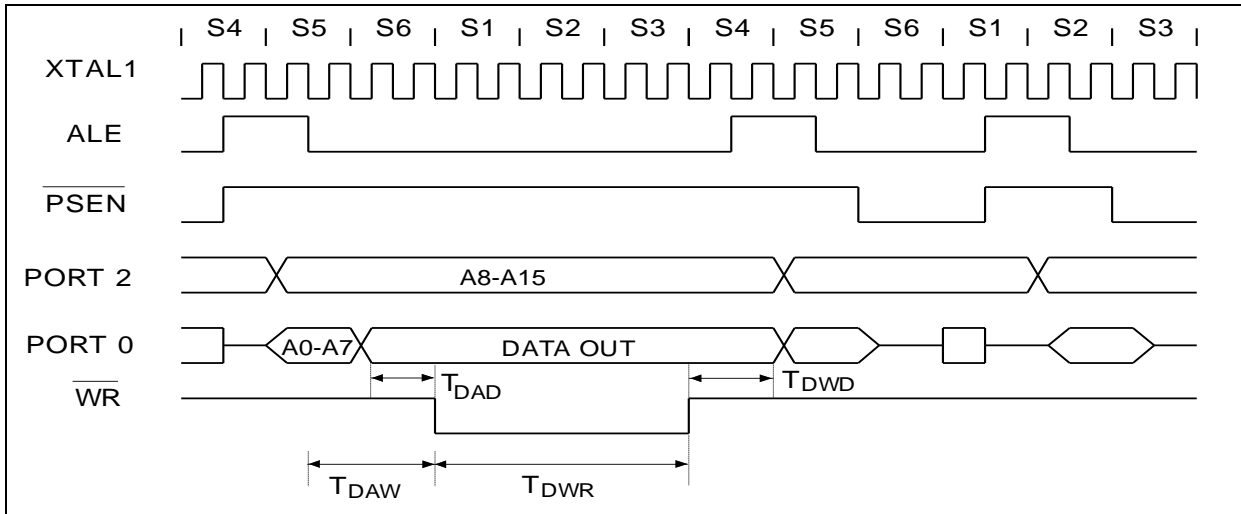 S4 S5 S6 S1 S2 S3 S4 S5 S6 S1 S2 S3
XTAL1
ALE
PSEN
PORT 2 A8-A15
PORT 0 A0-A7 DATA OUT
TDAD TDWD
WR
TDAW TDWR